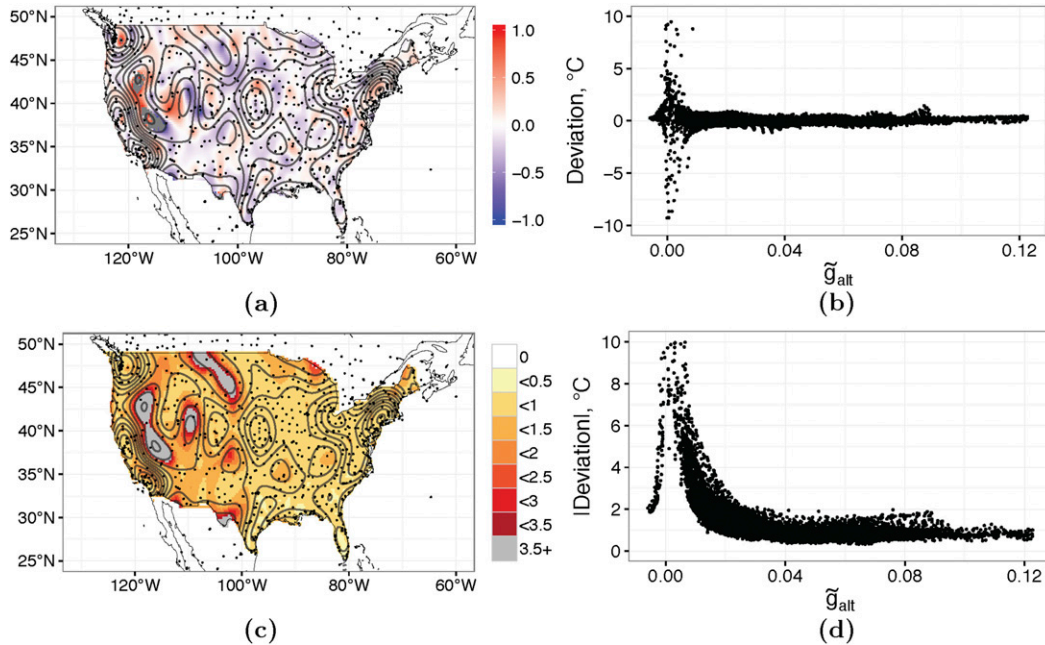 50°N
45°N
40°N
35°N
30°N
25°N
120°W
100°W
80°W
60°W
1.0
0.5
0.0
−0.5
−1.0
(a)
Deviation, °C
10
5
0
−5
−10
0.00
0.04
0.08
0.12
g̃alt
(b)
50°N
45°N
40°N
35°N
30°N
25°N
120°W
100°W
80°W
60°W
0
<0.5
<1
<1.5
<2
<2.5
<3
<3.5
3.5+
(c)
|Deviation|, °C
10
8
6
4
2
0
0.00
0.04
0.08
0.12
g̃alt
(d)